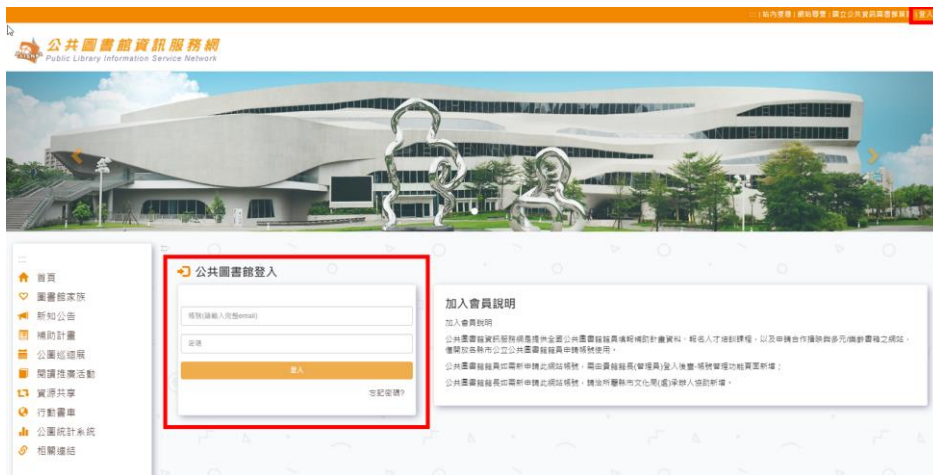 :::|站內查尋|網站導覽|國立公共資訊圖書館首頁|登入
公共圖書館資訊服務網
Public Library Information Service Network
:::
首頁
圖書館家族
新知公告
補助計畫
公圖巡迴展
閱讀推廣活動
資源共享
行動書車
公圖統計系統
相關連結
公共圖書館登入
帳號(請輸入完整email)
密碼
登入
忘記密碼?
加入會員說明
加入會員說明
公共圖書館資訊服務網是提供全國公共圖書館館員填報補助計畫資料、報名人才培訓課程，以及申請合作播映與多元/樂齡書箱之網站，
僅開放各縣市公立公共圖書館館員申請帳號使用。
公共圖書館館員如需新申請此網站帳號，需由貴館館長(管理員)登入後臺-帳號管理功能頁面新增；
公共圖書館館長如需新申請此網站帳號，請洽所屬縣市文化局(處)承辦人協助新增。